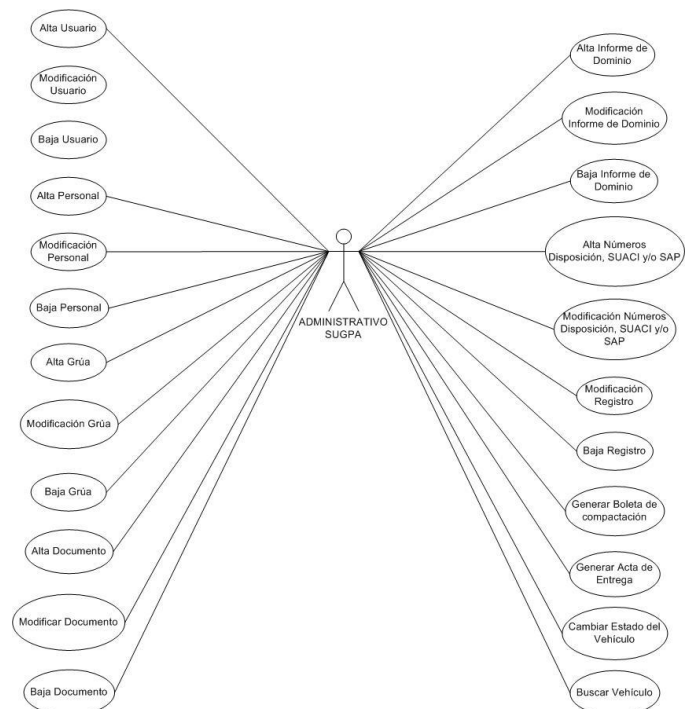 Alta Usuario
Modificación
Usuario
Baja Usuario
Alta Personal
Modificación
Personal
Baja Personal
Alta Grúa
Modificación Grúa
Baja Grúa
Alta Documento
Modificar Documento
Baja Documento
ADMINISTRATIVO
SUGPA
Alta Informe de
Dominio
Modificación
Informe de Dominio
Baja Informe de
Dominio
Alta Números
Disposición, SUACI y/o SAP
Modificación Números
Disposición, SUACI y/o
SAP
Modificación
Registro
Baja Registro
Generar Boleta de
compactación
Generar Acta de
Entrega
Cambiar Estado del
Vehículo
Buscar Vehículo